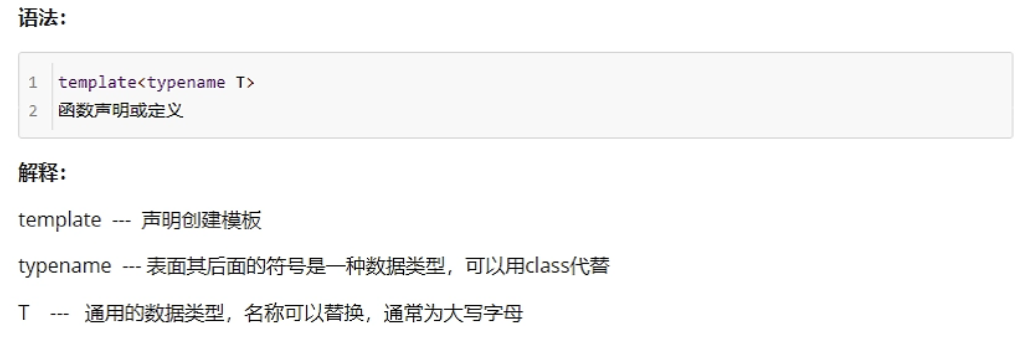 语法：
1 template<typename T>
2 函数声明或定义
解释：
template --- 声明创建模板
typename --- 表面其后面的符号是一种数据类型，可以用class代替
T --- 通用的数据类型，名称可以替换，通常为大写字母